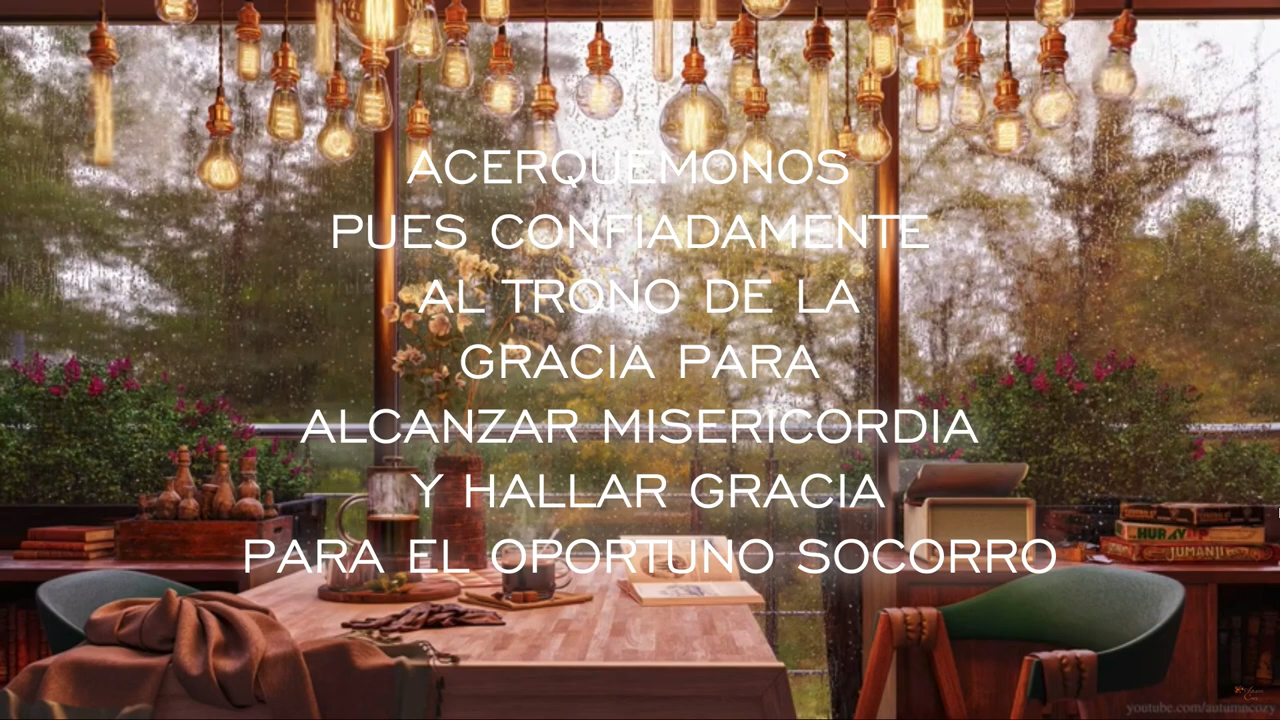 ACERQUEMONOS
PUES CONFIADAMENTE
AL TRONO DE LA
GRACIA PARA
ALCANZAR MISERICORDIA
Y HALLAR GRACIA
PARA EL OPORTUNO SOCORRO
HURRY
JUMANJI
youtube.com/autumncozy